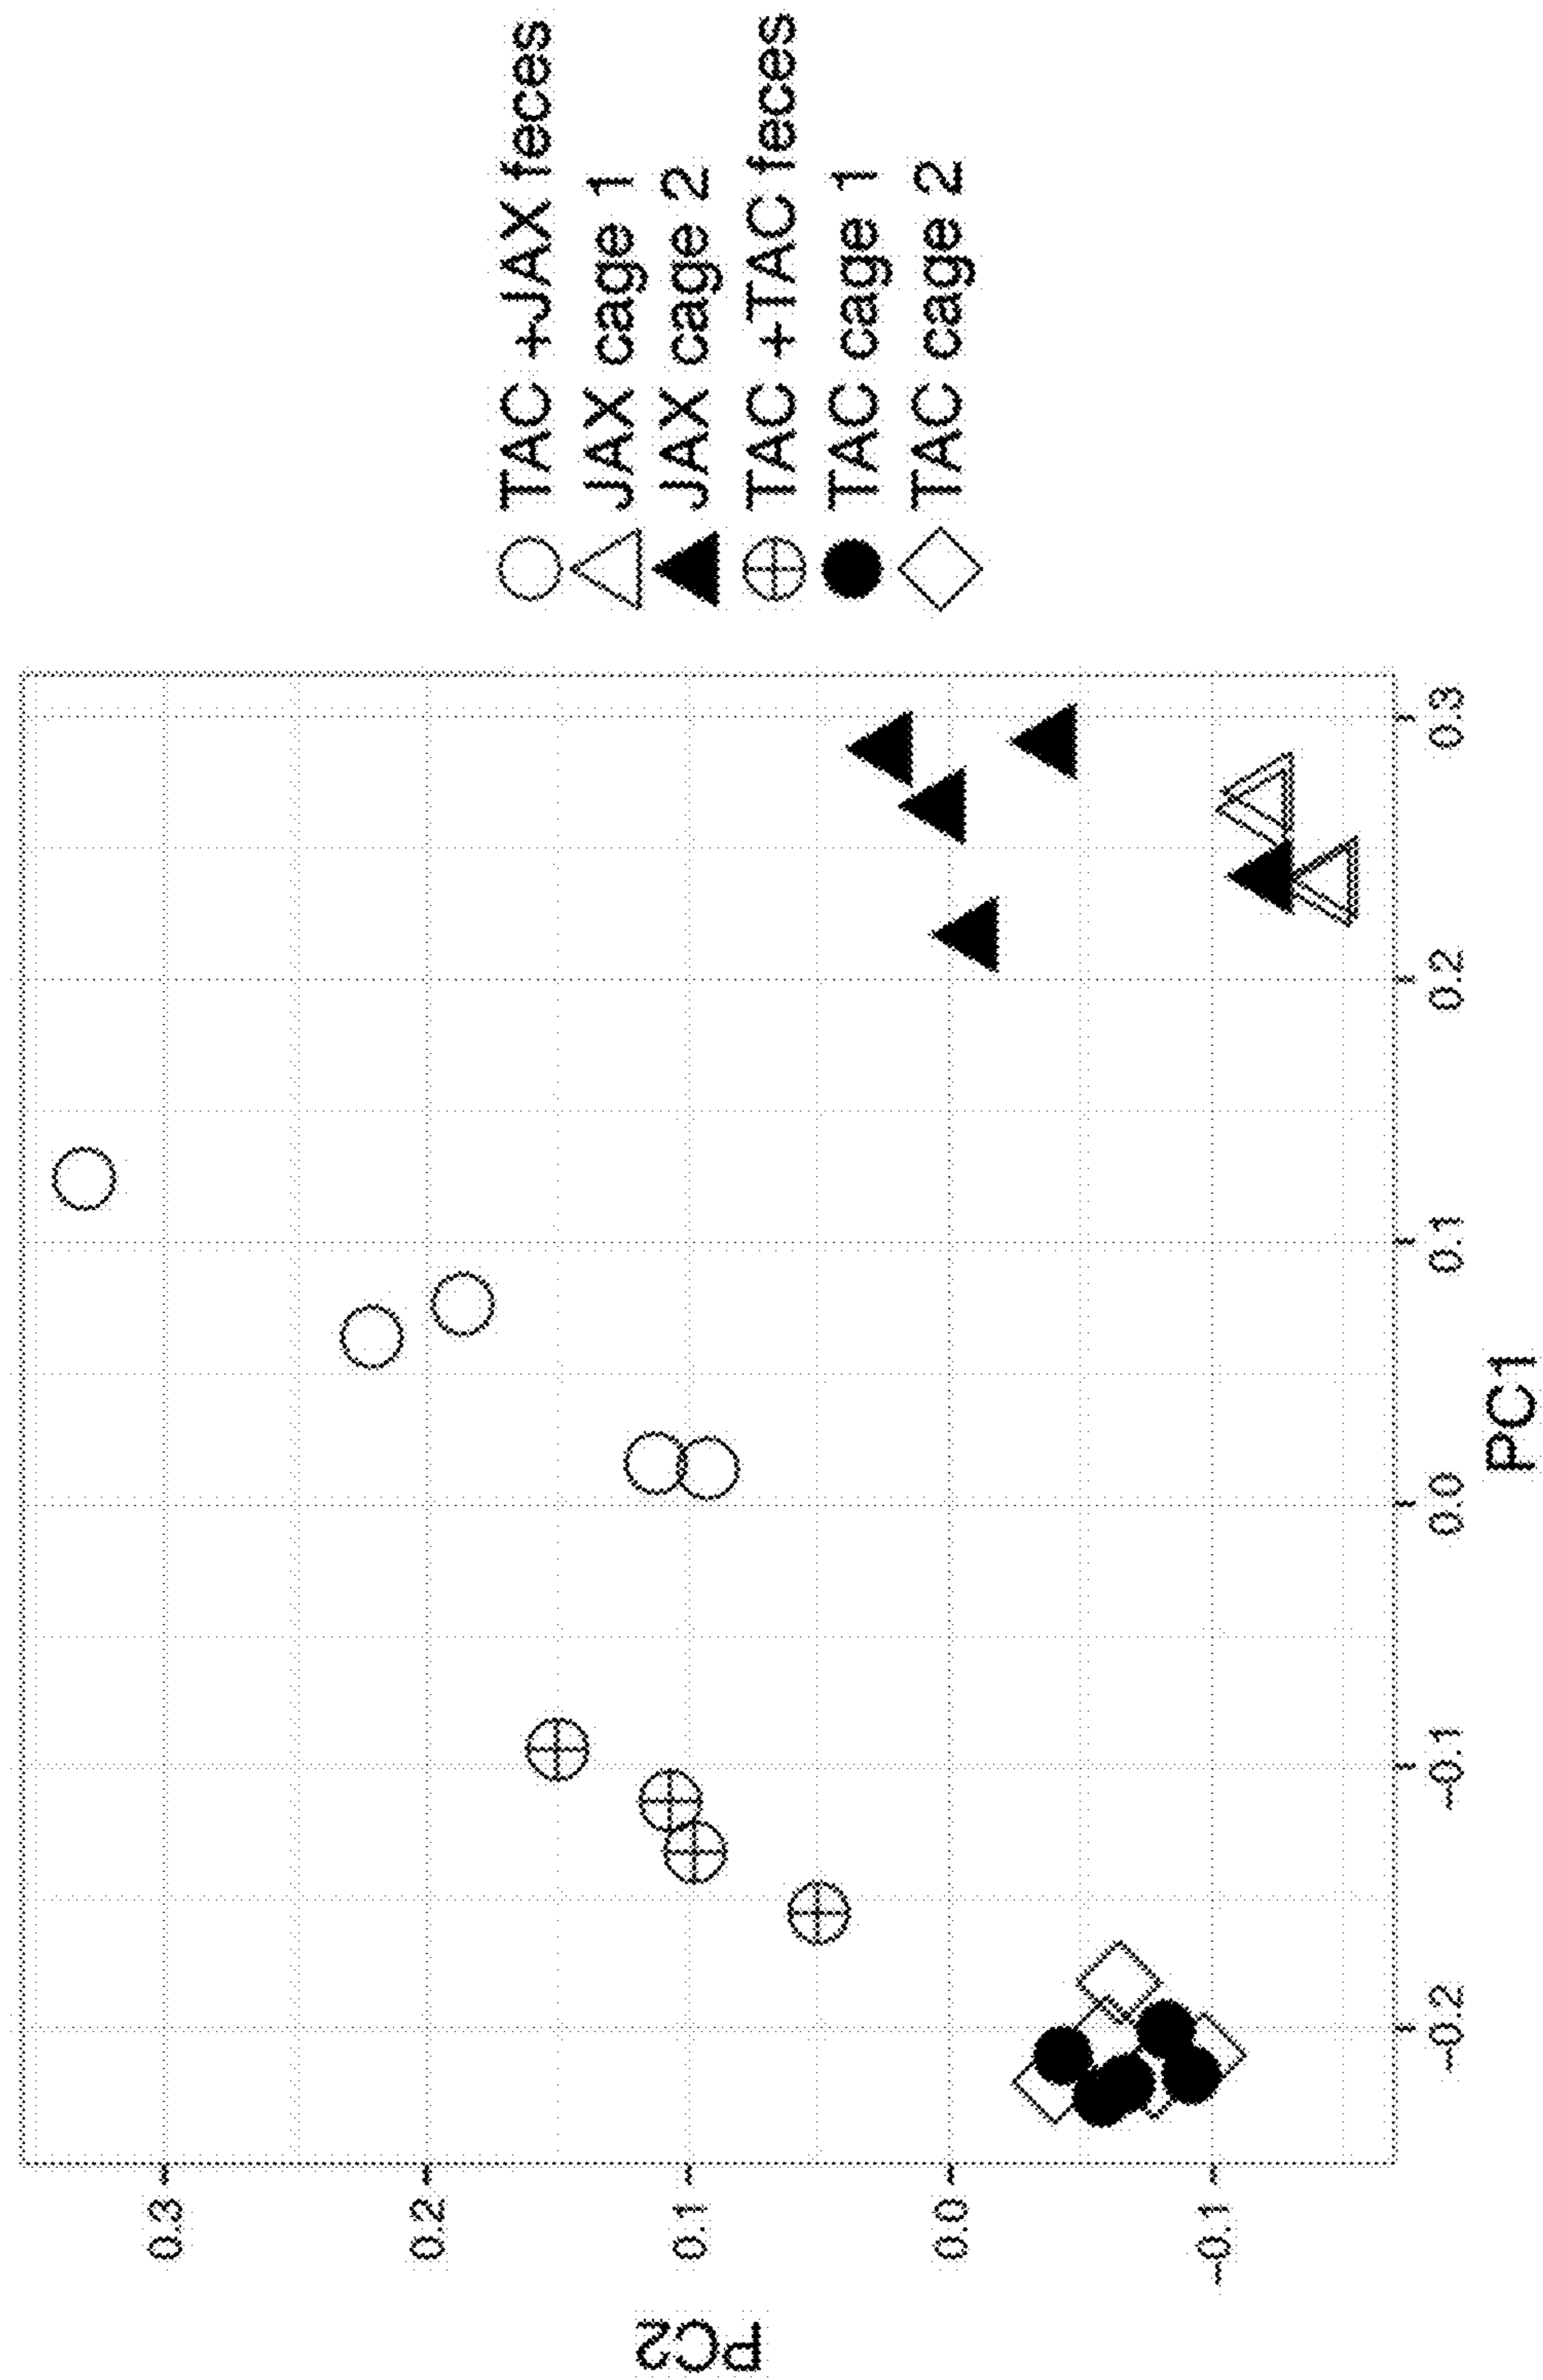 PC2
0.3
0.2
0.1
0.0
-0.1
-0.2
-0.1
0.0
0.1
0.2
0.3
PC1
TAC +JAX feces
JAX cage 1
JAX cage 2
TAC +TAC feces
TAC cage 1
TAC cage 2